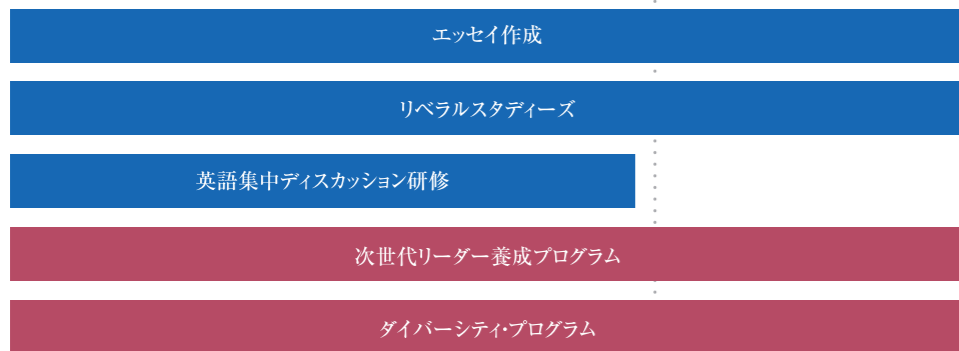 エッセイ作成
リベラルスタディーズ
英語集中ディスカッション研修
次世代リーダー養成プログラム
ダイバーシティ・プログラム